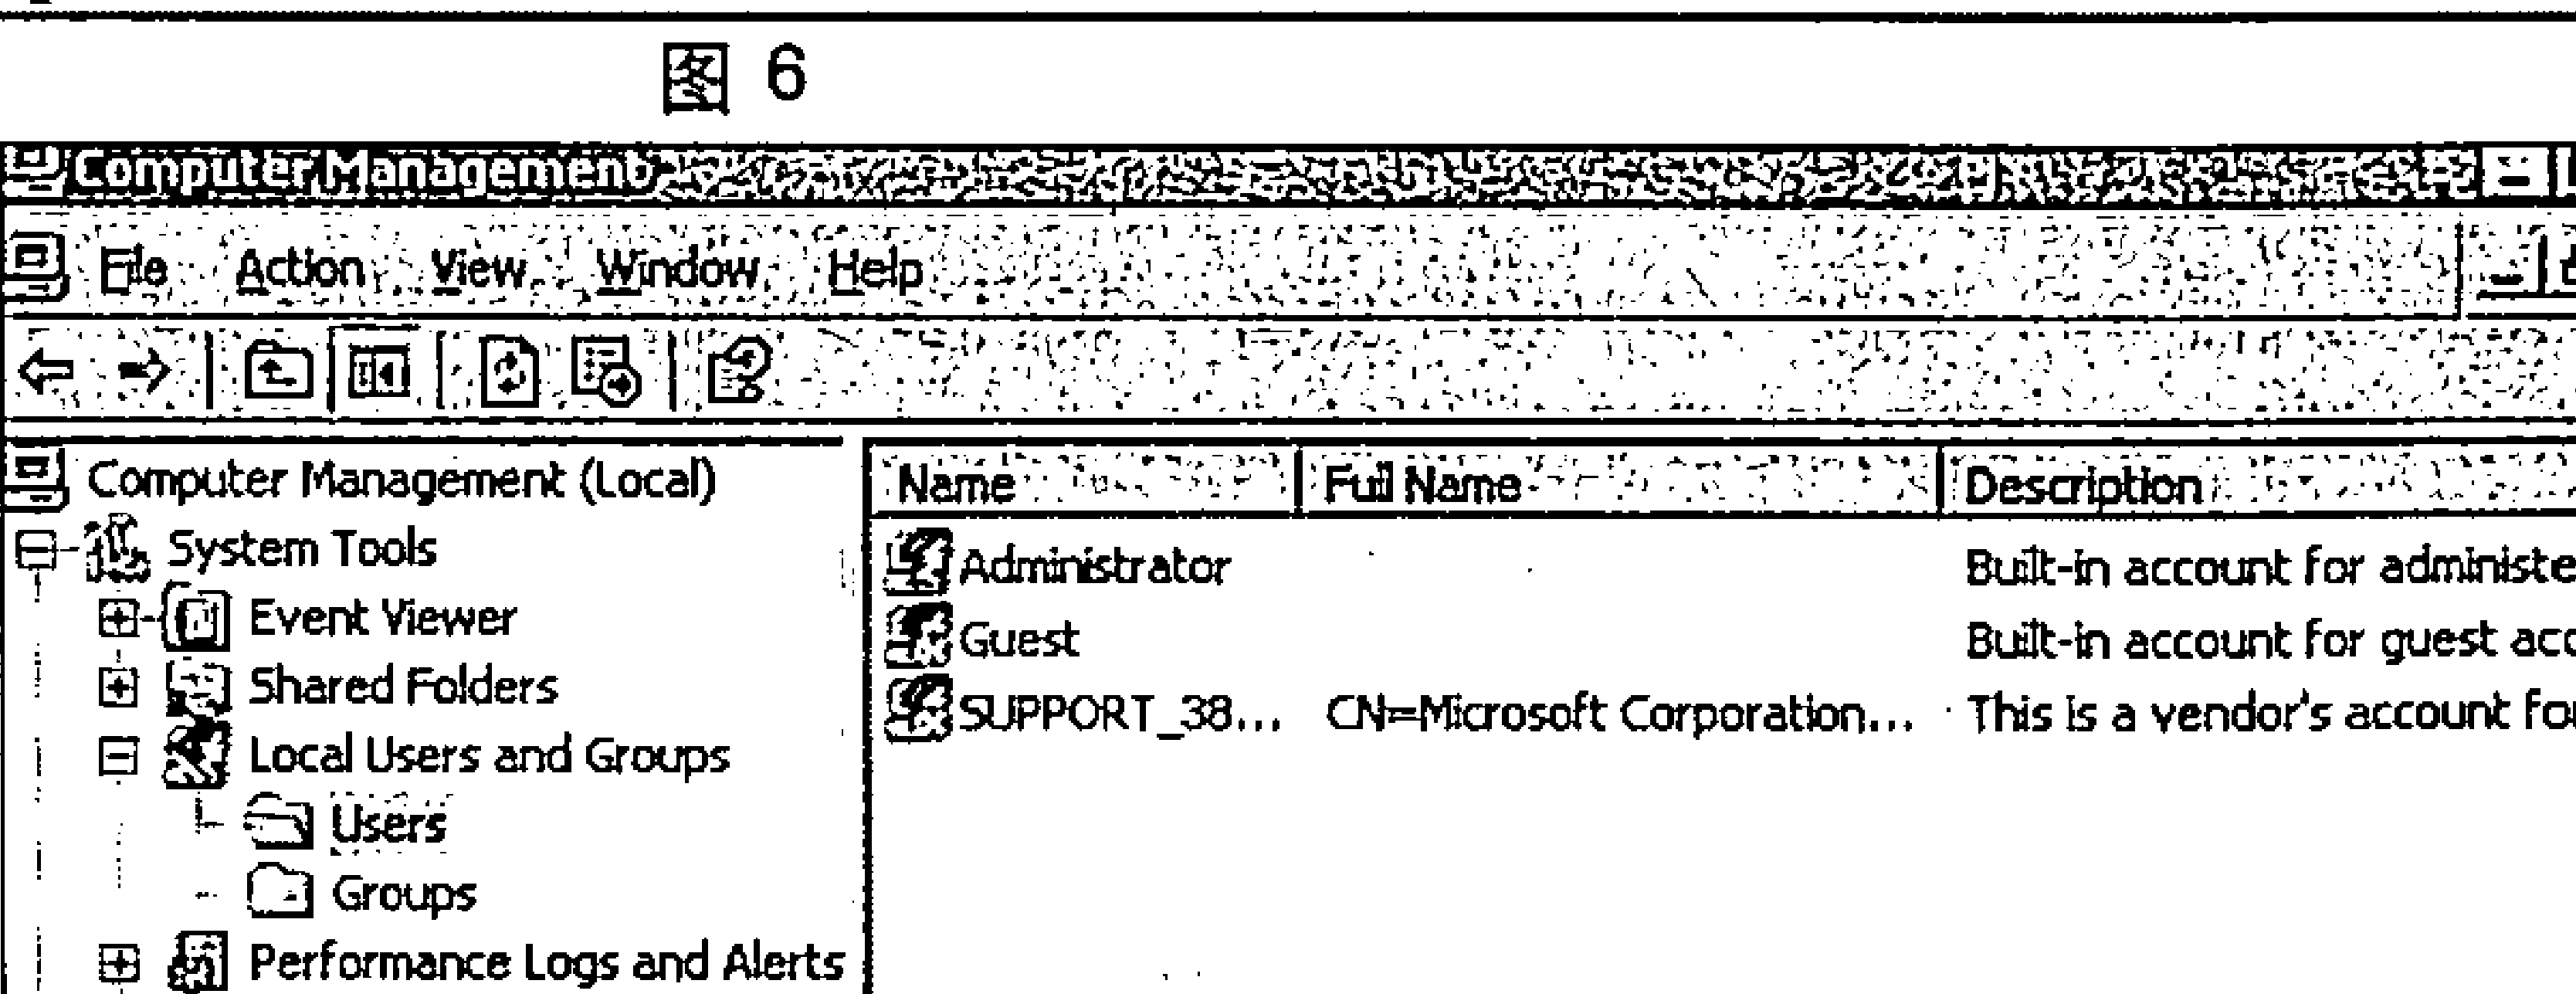 图 6
Computer Management
File Action View Window Help
Computer Management (Local)
System Tools
Event Viewer
Shared Folders
Local Users and Groups
Users
Groups
Performance Logs and Alerts
Name Full Name Description
Administrator Built-in account for administe
Guest Built-in account for guest acc
SUPPORT_38... CN=Microsoft Corporation... This is a vendor's account for